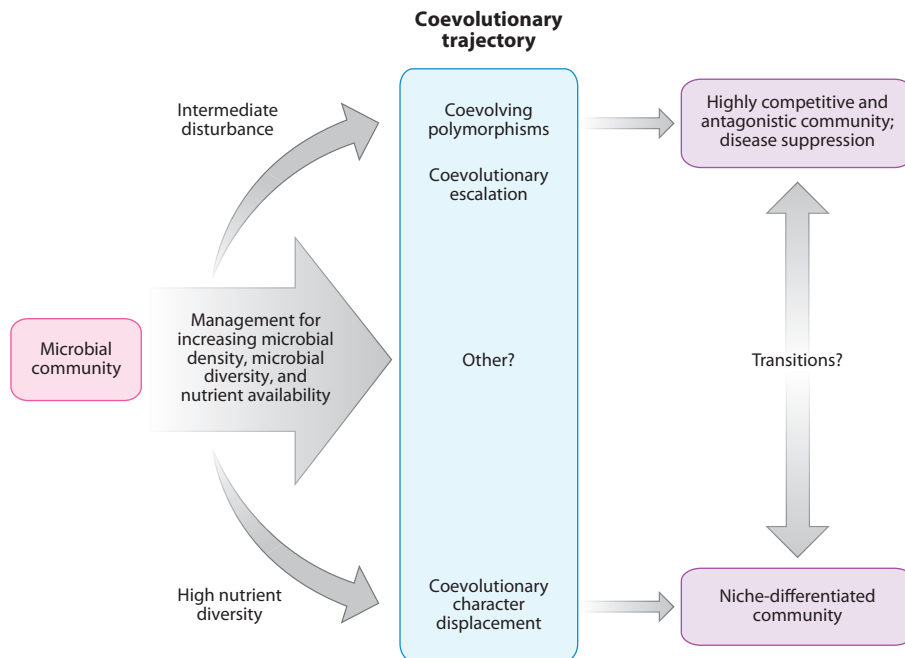 Coevolutionary
trajectory
Intermediate
disturbance
Coevolving
polymorphisms
Coevolutionary
escalation
Highly competitive and
antagonistic community;
disease suppression
Microbial
community
Management for
increasing microbial
density, microbial
diversity, and
nutrient availability
Other?
Transitions?
High nutrient
diversity
Coevolutionary
character
displacement
Niche-differentiated
community